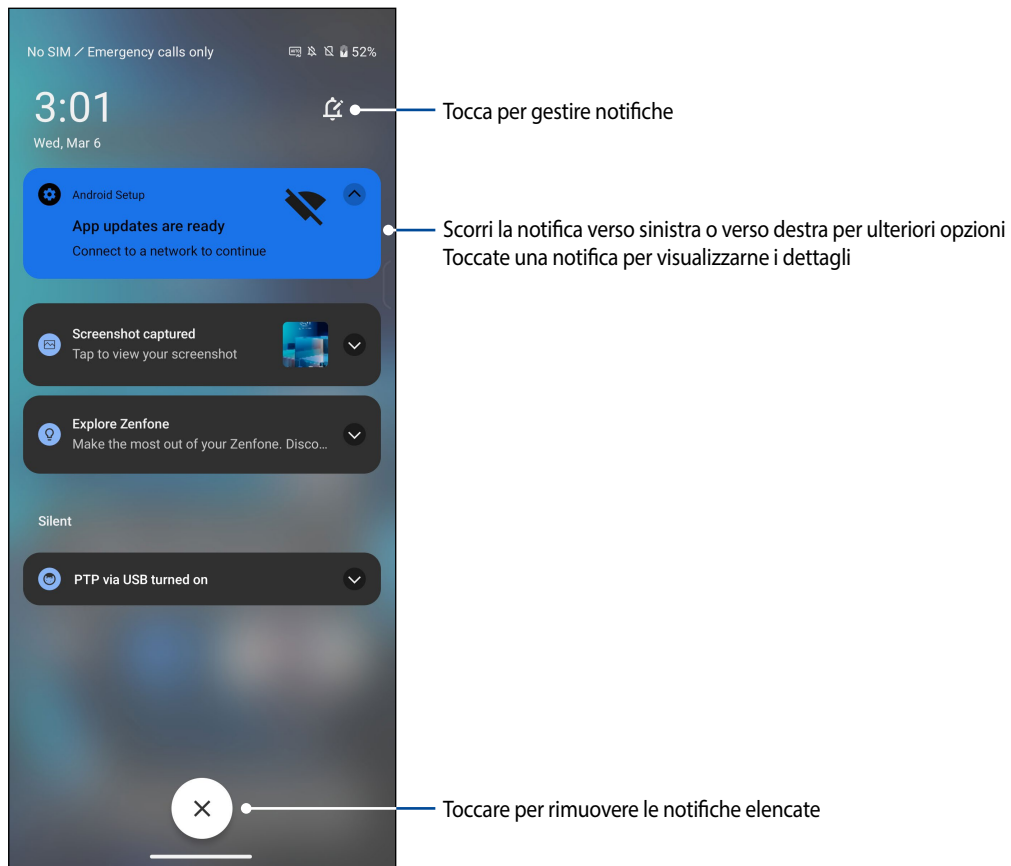 No SIM / Emergency calls only 52%
3:01
Tocca per gestire notifiche
Wed, Mar 6
Android Setup
App updates are ready
Connect to a network to continue
Scorri la notifica verso sinistra o verso destra per ulteriori opzioni
Toccate una notifica per visualizzarne i dettagli
Screenshot captured
Tap to view your screenshot
Explore Zenfone
Make the most out of your Zenfone. Disco...
Silent
PTP via USB turned on
Toccare per rimuovere le notifiche elencate